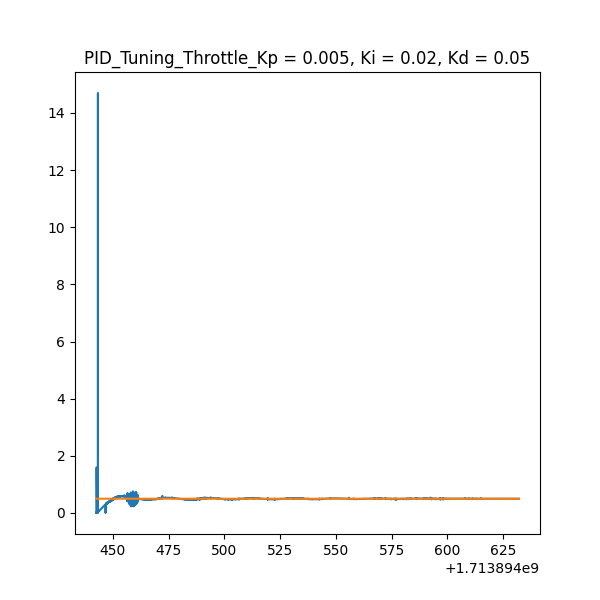 PID_Tuning_Throttle_Kp = 0.005, Ki = 0.02, Kd = 0.05
14
12
10
8
6
4
2
0
450 475 500 525 550 575 600 625
+1.713894e9